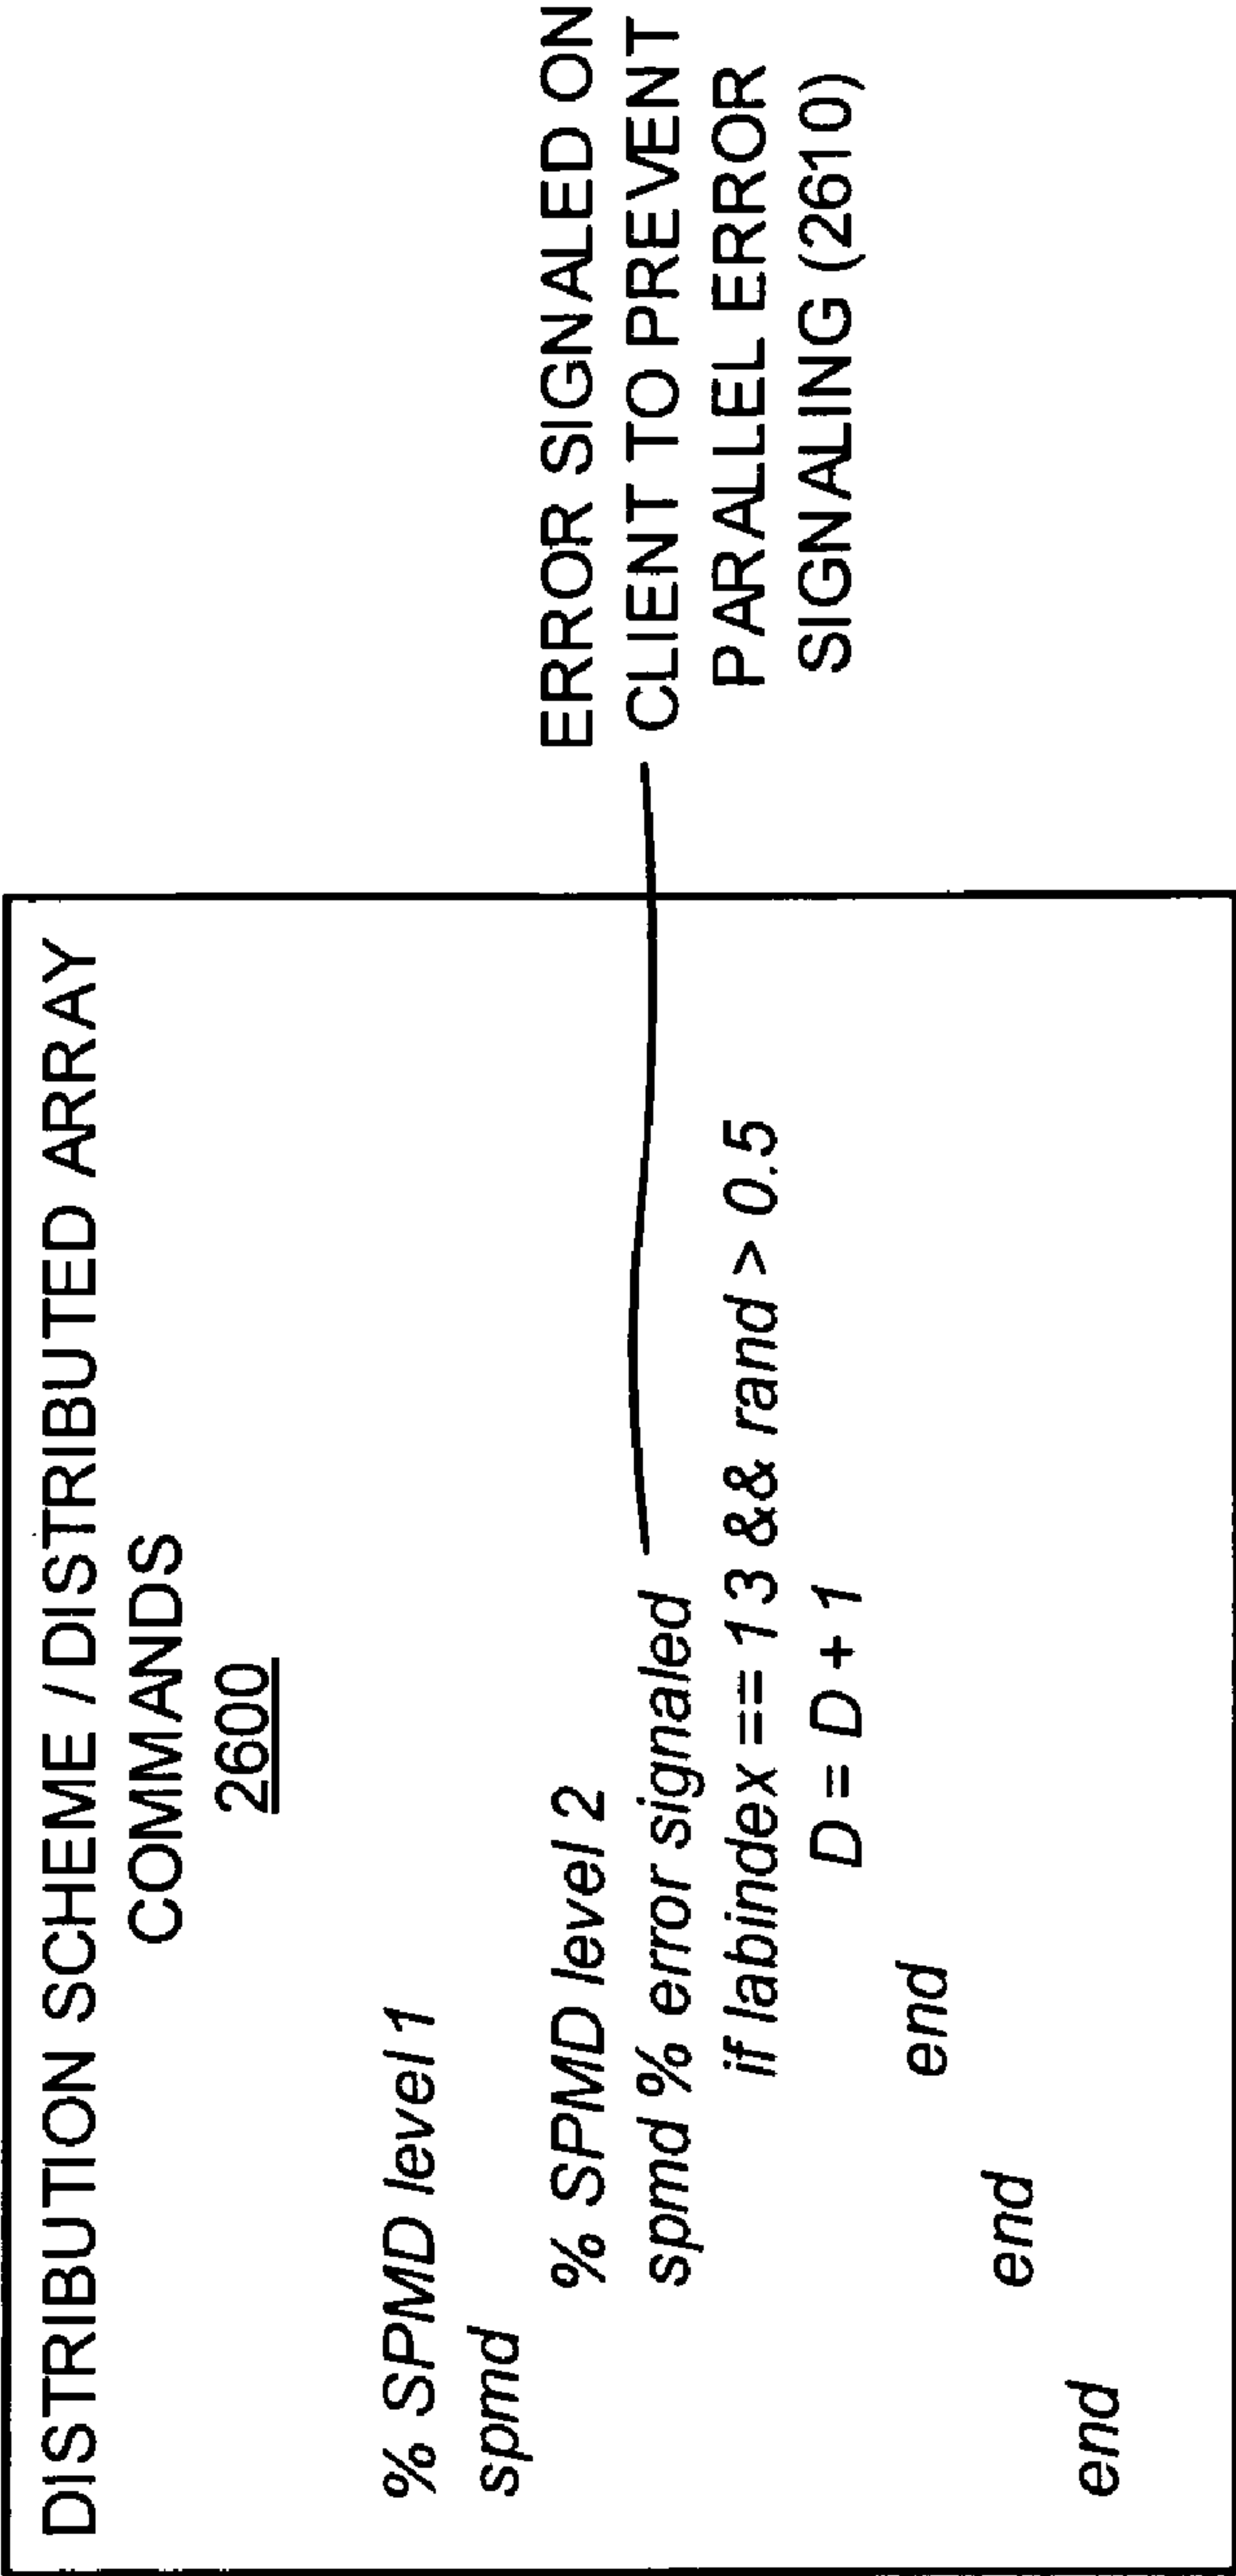 DISTRIBUTION SCHEME / DISTRIBUTED ARRAY
COMMANDS
2600
% SPMD level 1
spmd
% SPMD level 2
spmd % error signaled
if labindex == 13 && rand > 0.5
D = D + 1
end
end
end
ERROR SIGNALED ON
CLIENT TO PREVENT
PARALLEL ERROR
SIGNALING (2610)